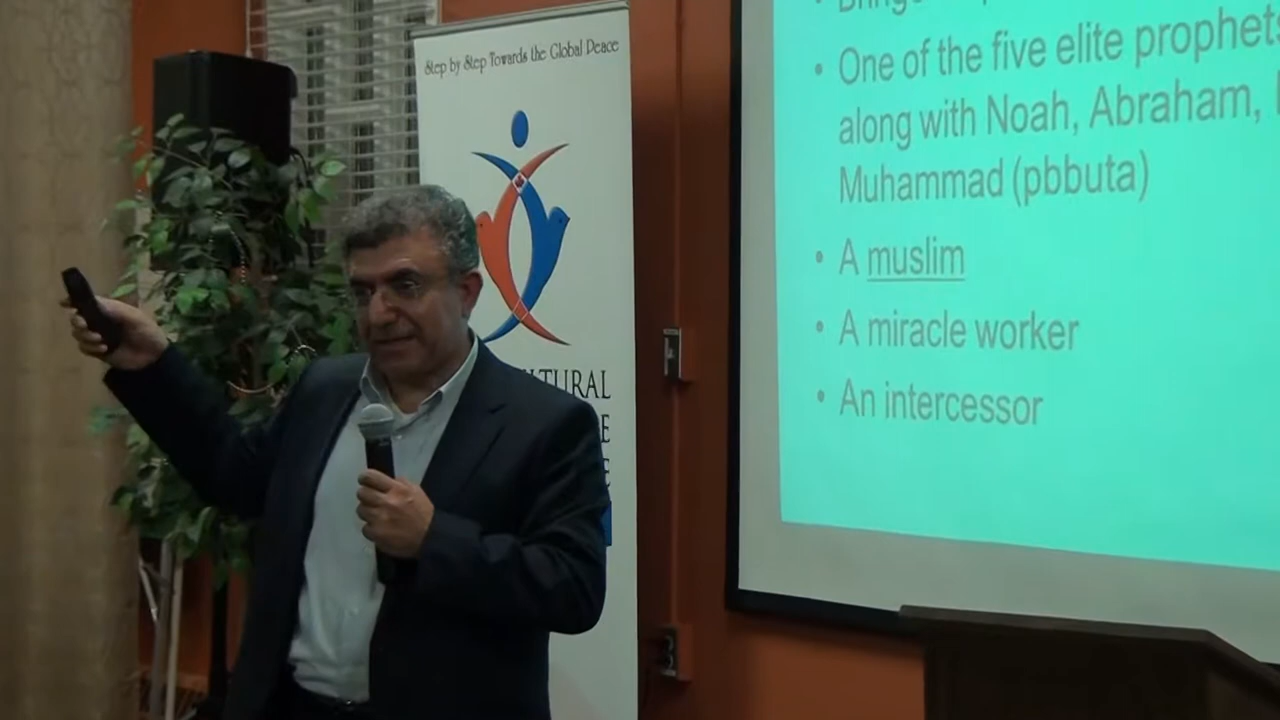 Step by Step Towards the Global Peace
• One of the five elite prophets
along with Noah, Abraham,
Muhammad (pbbuta)
• A muslim
• A miracle worker
• An intercessor